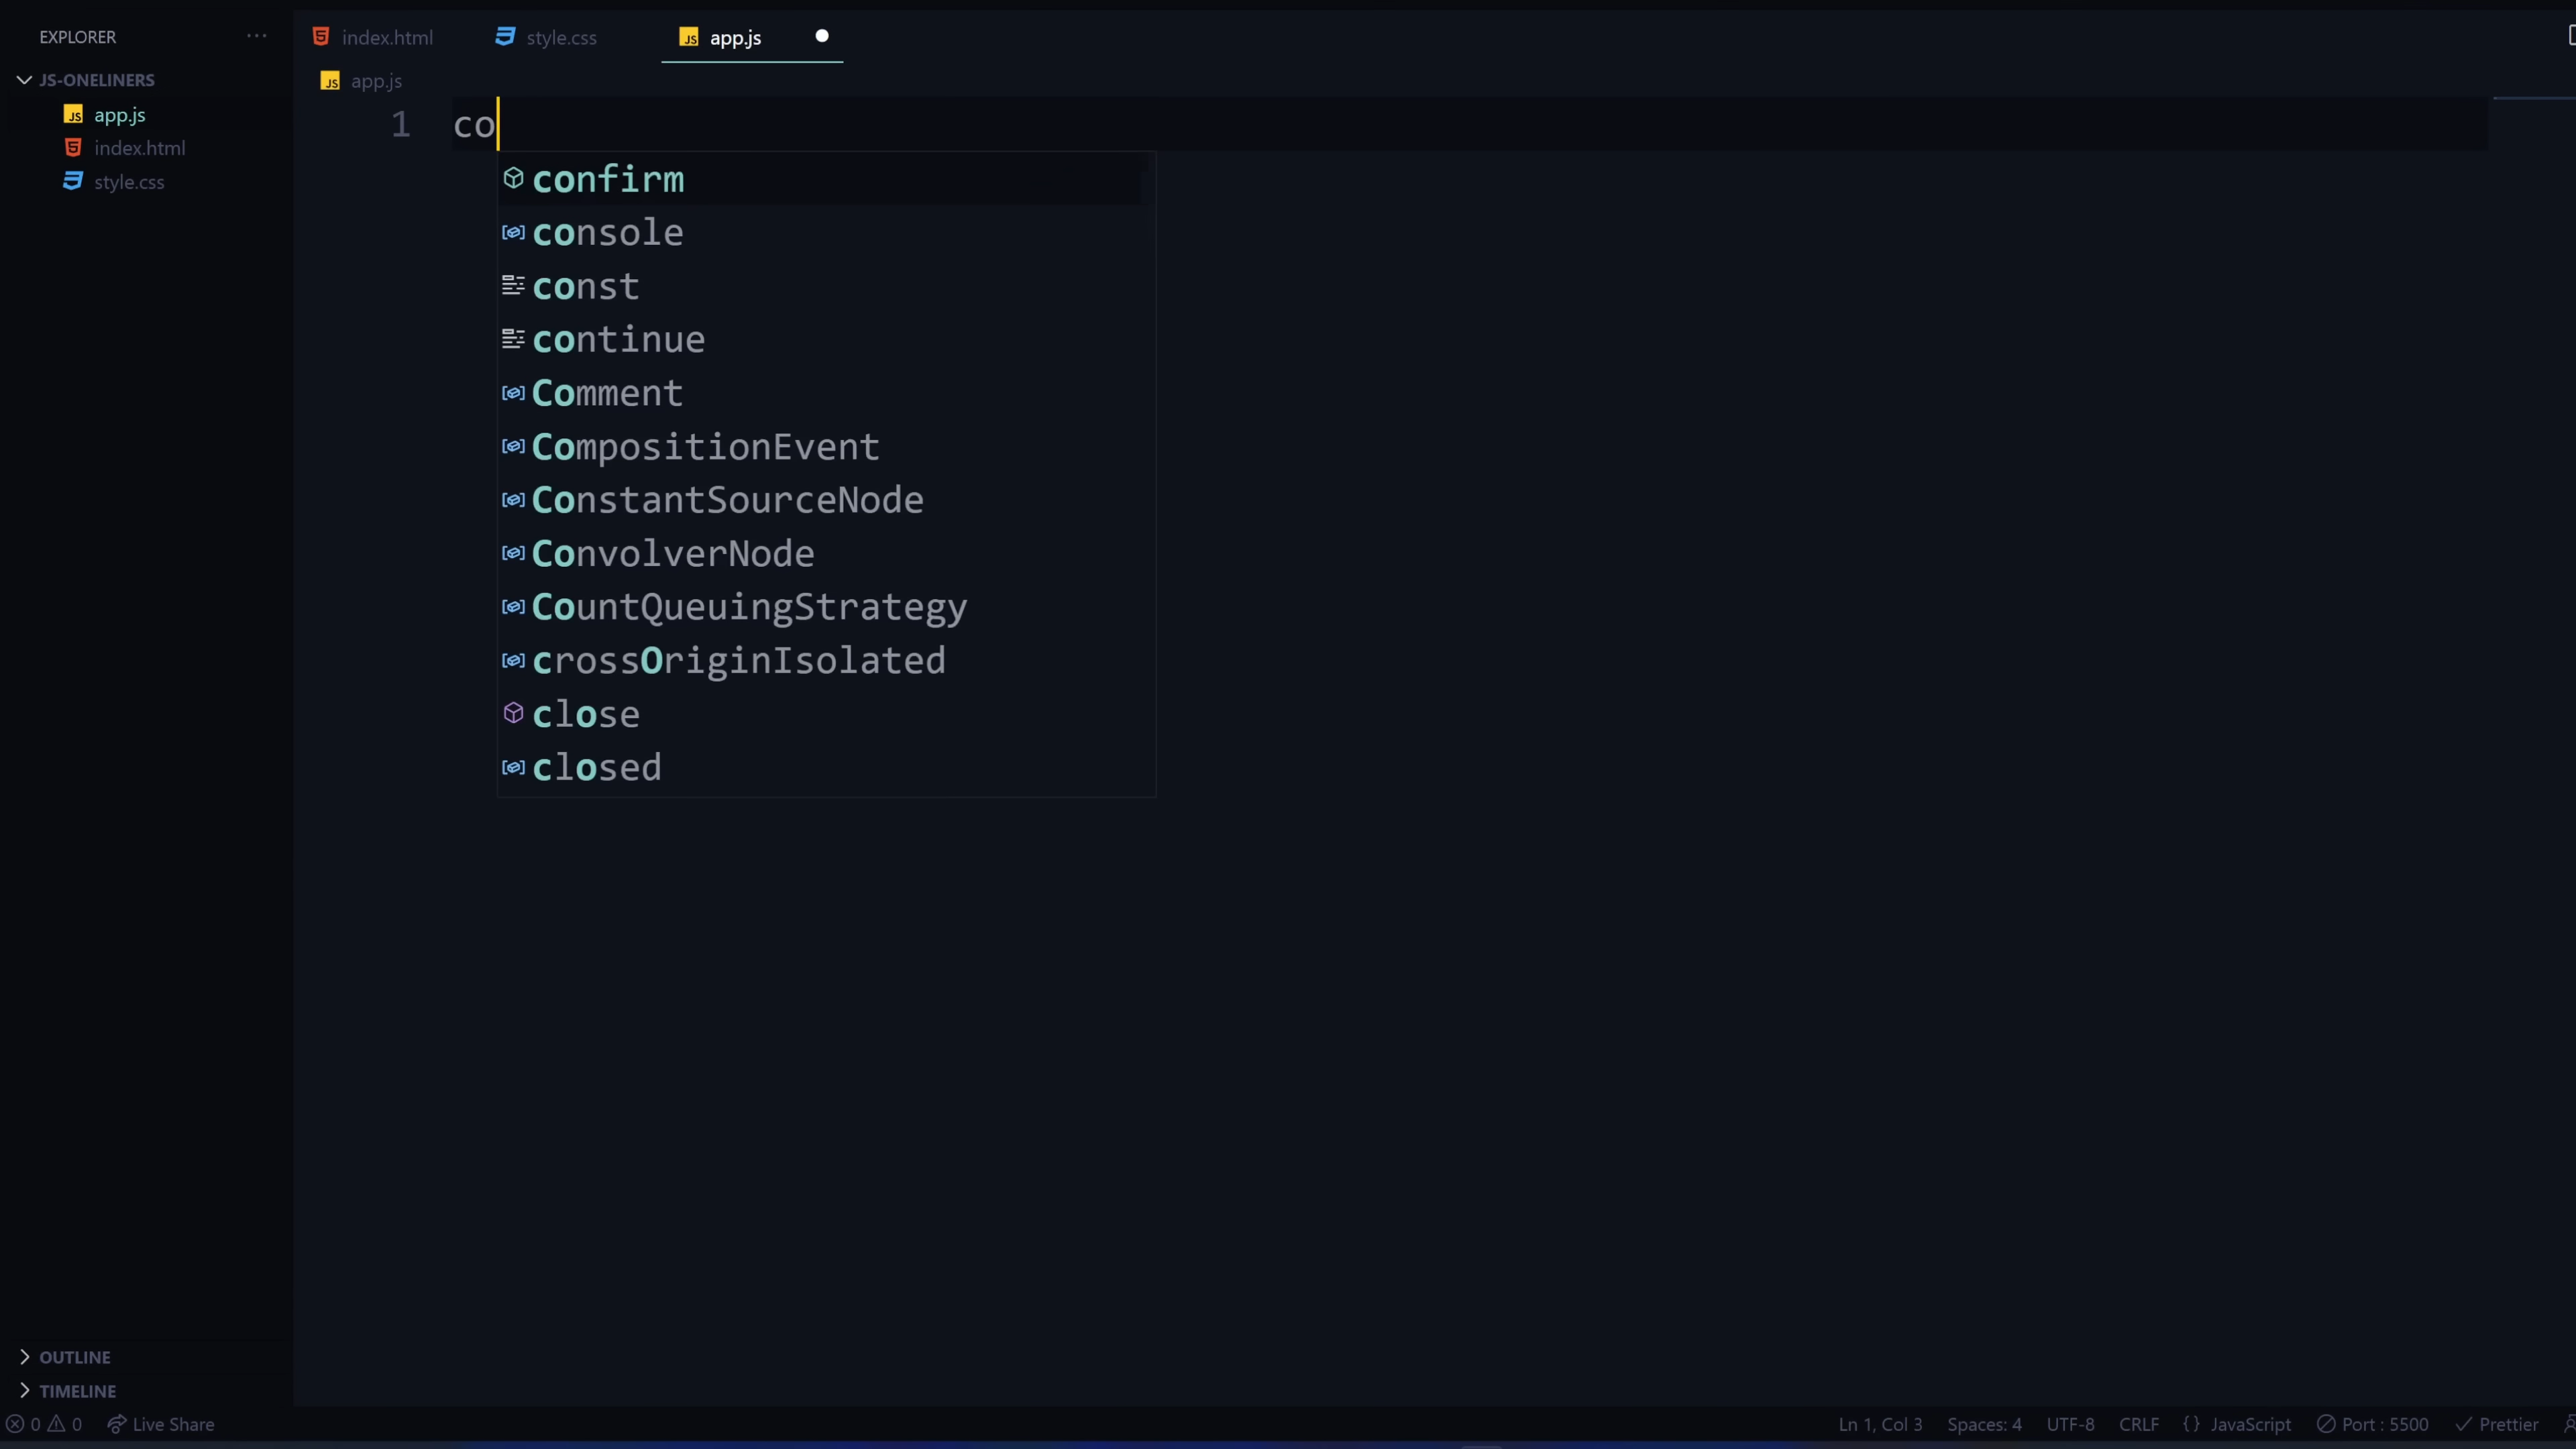 EXPLORER
JS-ONELINERS
app.js
index.html
style.css
index.html style.css app.js
app.js
1 co
confirm
console
const
continue
Comment
CompositionEvent
ConstantSourceNode
ConvolverNode
CountQueuingStrategy
crossOriginIsolated
close
closed
OUTLINE
TIMELINE
0 0 Live Share Ln 1, Col 3 Spaces: 4 UTF-8 CRLF {} JavaScript Port : 5500 Prettier